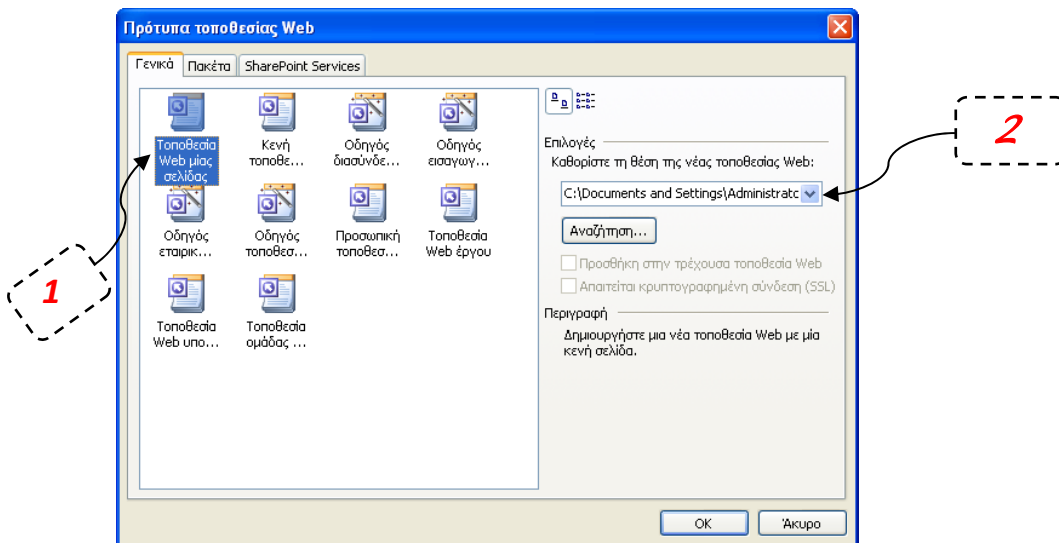 Πρότυπα τοποθεσίας Web
Γενικά Πακέτα SharePoint Services
Τοποθεσία Web μίας σελίδας
Κενή τοποθε...
Οδηγός διασύνδε...
Οδηγός εισαγωγ...
Οδηγός εταιρικ...
Οδηγός τοποθεσ...
Προσωπική τοποθεσ...
Τοποθεσία Web έργου
Τοποθεσία Web υπο...
Τοποθεσία ομάδας ...
Επιλογές
Καθορίστε τη θέση της νέας τοποθεσίας Web:
C:\Documents and Settings\Administratc
Αναζήτηση...
Προσθήκη στην τρέχουσα τοποθεσία Web
Απαιτείται κρυπτογραφημένη σύνδεση (SSL)
Περιγραφή
Δημιουργήστε μια νέα τοποθεσία Web με μία
κενή σελίδα.
OK Άκυρο
1
2